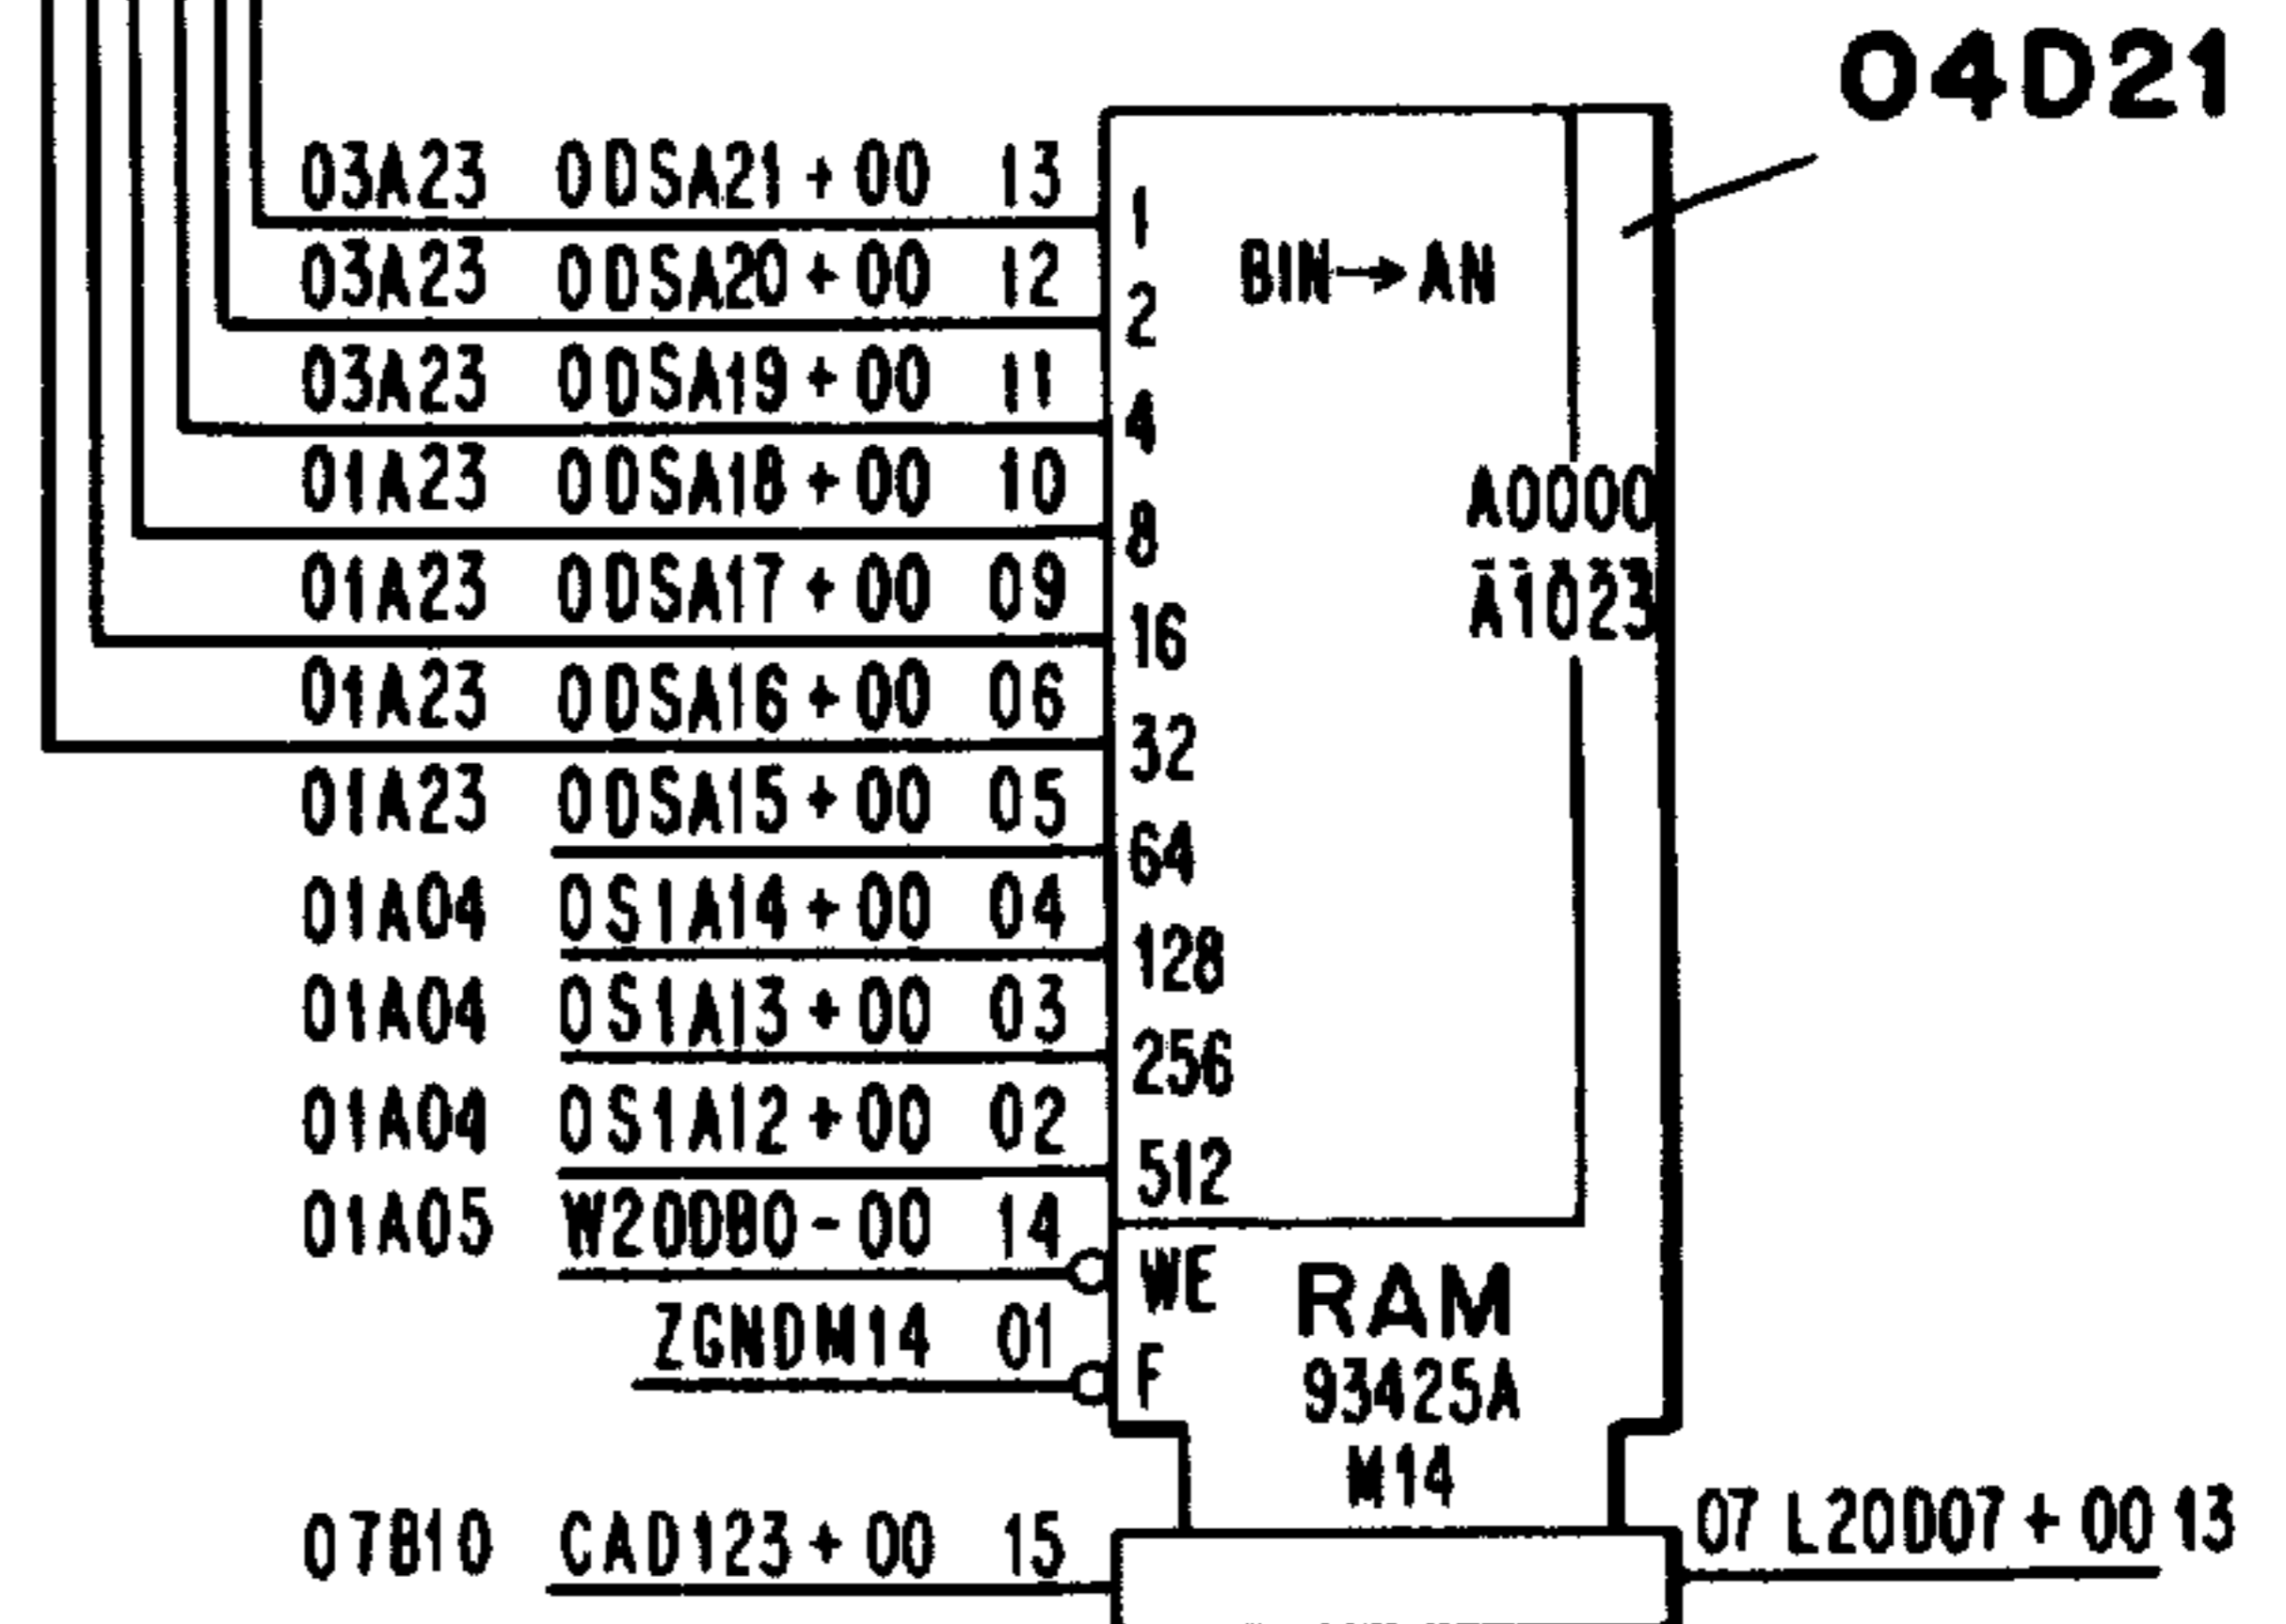 04D21
03A23 0DSA21+00 13 1
BIN→AN
03A23 0DSA20+00 12 2
03A23 0DSA19+00 11 4
01A23 0DSA18+00 10 8
A0000
01A23 0DSA17+00 09 16
A1023
01A23 0DSA16+00 06 32
01A23 0DSA15+00 05 64
01A04 0S1A14+00 04 128
01A04 0S1A13+00 03 256
01A04 0S1A12+00 02 512
01A05 W20DB0-00 14 WE
RAM
ZGNDM14 01 F
93425A
M14
07B10 CAD123+00 15
07 L20D07+00 13